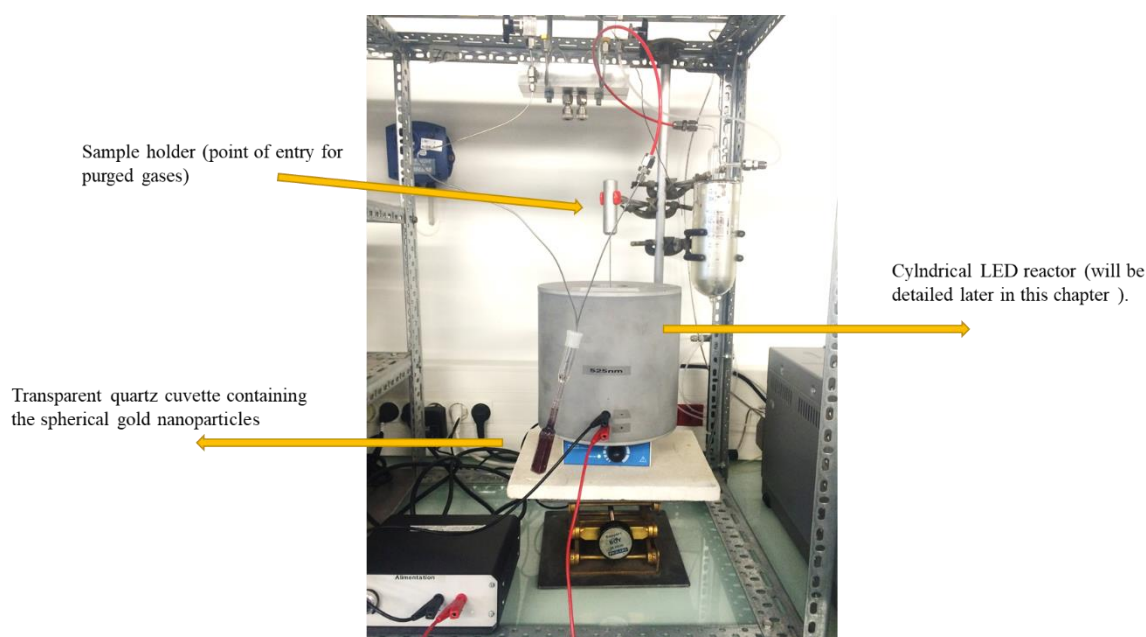 Sample holder (point of entry for
purged gases)
Cylndrical LED reactor (will be
detailed later in this chapter ).
525nm
Transparent quartz cuvette containing
the spherical gold nanoparticles
Alimentation